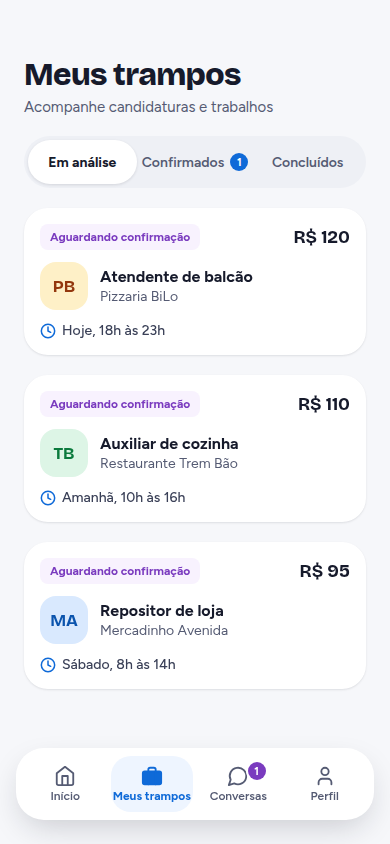 Meus trampos
Acompanhe candidaturas e trabalhos
Em análise
Confirmados 1
Concluídos
Aguardando confirmação
R$ 120
PB
Atendente de balcão
Pizzaria BiLo
Hoje, 18h às 23h
Aguardando confirmação
R$ 110
TB
Auxiliar de cozinha
Restaurante Trem Bão
Amanhã, 10h às 16h
Aguardando confirmação
R$ 95
MA
Repositor de loja
Mercadinho Avenida
Sábado, 8h às 14h
Início
Meus trampos
1
Conversas
Perfil